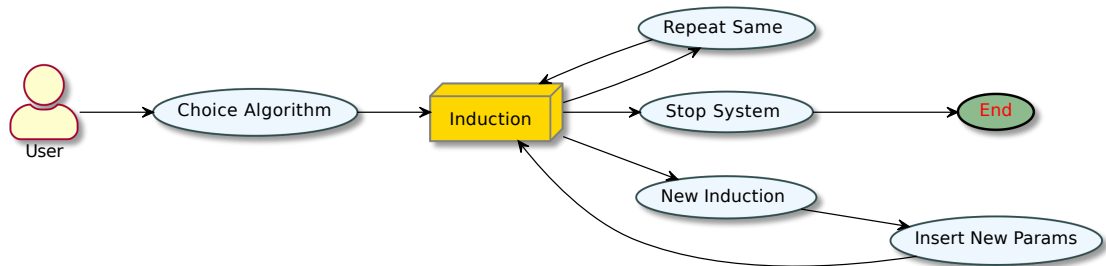 Repeat Same
Choice Algorithm
Induction
Stop System
End
User
New Induction
Insert New Params